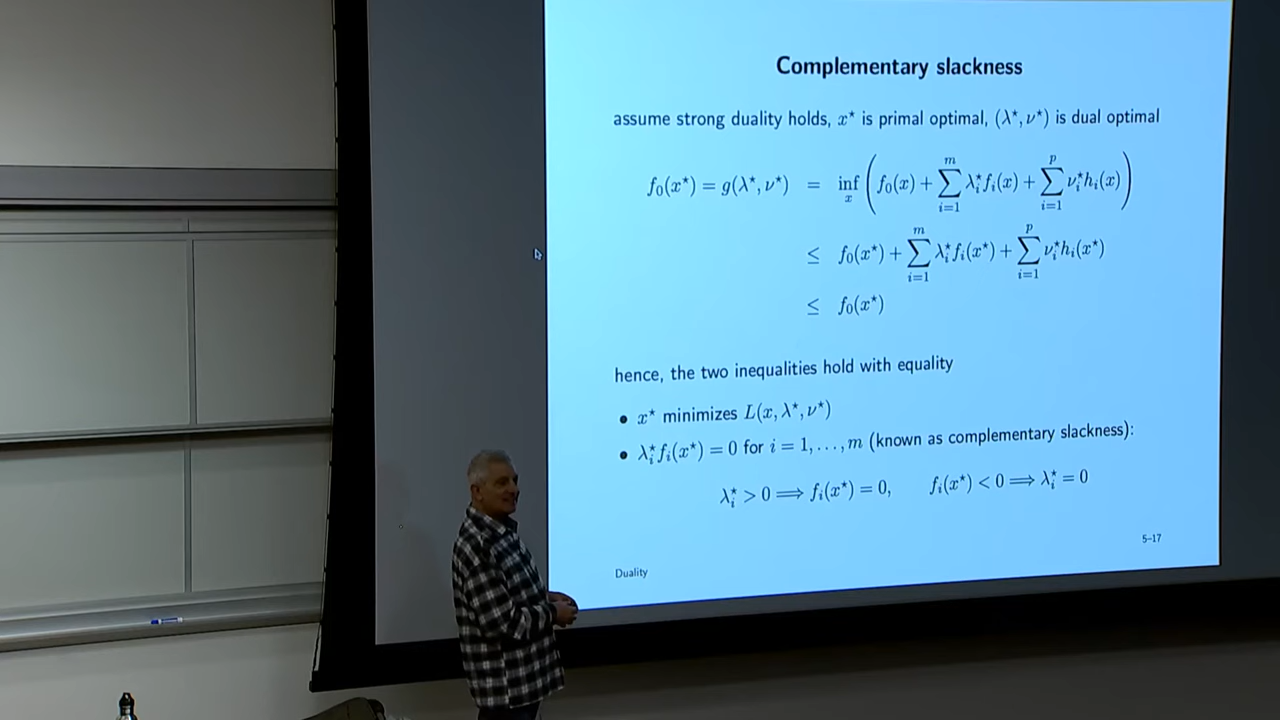 Complementary slackness
assume strong duality holds, x⋆ is primal optimal, (λ⋆, ν⋆) is dual optimal
f₀(x⋆) = g(λ⋆, ν⋆) = inf_x ( f₀(x) + ∑_{i=1}^{m} λᵢ⋆fᵢ(x) + ∑_{i=1}^{p} νᵢ⋆hᵢ(x) )
≤ f₀(x⋆) + ∑_{i=1}^{m} λᵢ⋆fᵢ(x⋆) + ∑_{i=1}^{p} νᵢ⋆hᵢ(x⋆)
≤ f₀(x⋆)
hence, the two inequalities hold with equality
• x⋆ minimizes L(x, λ⋆, ν⋆)
• λᵢ⋆fᵢ(x⋆) = 0 for i = 1, . . . , m (known as complementary slackness):
λᵢ⋆ > 0 ⟹ fᵢ(x⋆) = 0, fᵢ(x⋆) < 0 ⟹ λᵢ⋆ = 0
Duality 5–17